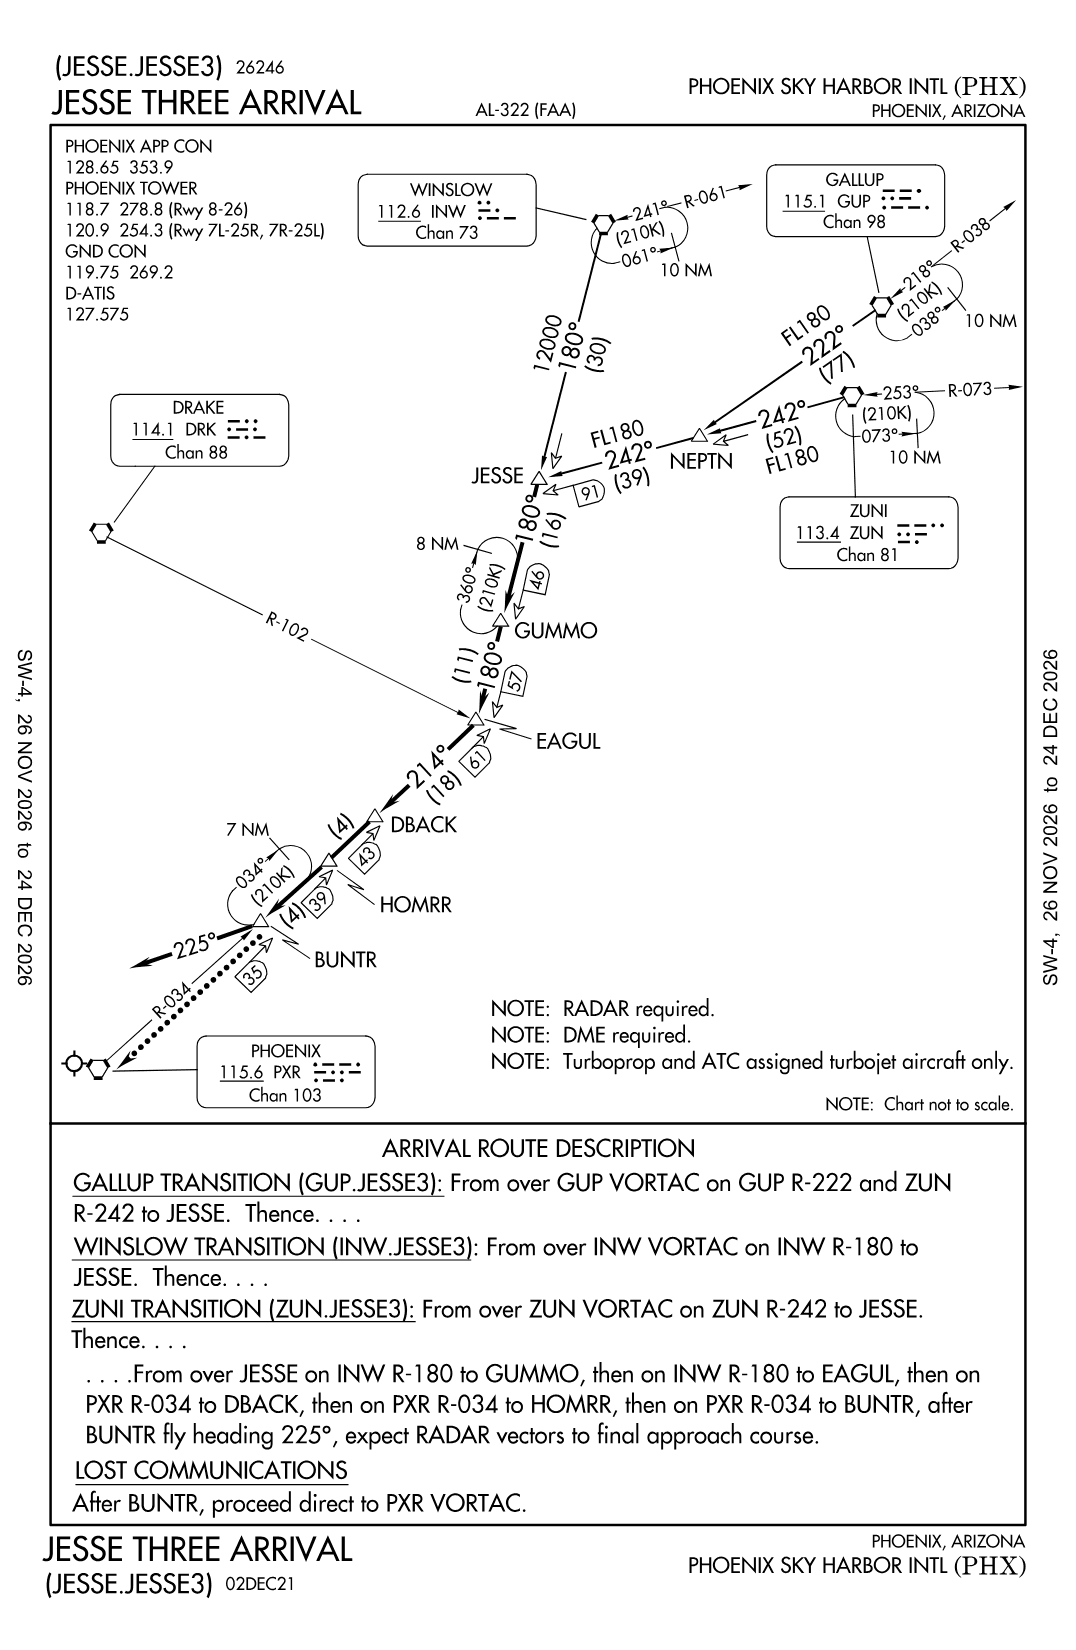 (JESSE.JESSE3) 26246
JESSE THREE ARRIVAL
AL-322 (FAA)
PHOENIX SKY HARBOR INTL (PHX)
PHOENIX, ARIZONA
PHOENIX APP CON
128.65 353.9
PHOENIX TOWER
118.7 278.8 (Rwy 8-26)
120.9 254.3 (Rwy 7L-25R, 7R-25L)
GND CON
119.75 269.2
D-ATIS
127.575
WINSLOW
112.6 INW
Chan 73
241°
R-061
(210K)
061°
10 NM
GALLUP
115.1 GUP
Chan 98
R-038
218°
(210K)
038°
10 NM
12000
180°
(30)
FL180
222°
(77)
253°
R-073
(210K)
073°
10 NM
DRAKE
114.1 DRK
Chan 88
FL180
242°
(39)
242°
(52)
FL180
NEPTN
JESSE
91
ZUNI
113.4 ZUN
Chan 81
180°
(16)
8 NM
360°
(210K)
46
GUMMO
R-102
(11)
180°
57
EAGUL
214°
(18)
61
DBACK
(4)
43
7 NM
034°
(210K)
HOMRR
(4)
39
225°
BUNTR
35
R-034
PHOENIX
115.6 PXR
Chan 103
NOTE: RADAR required.
NOTE: DME required.
NOTE: Turboprop and ATC assigned turbojet aircraft only.
NOTE: Chart not to scale.
SW-4, 26 NOV 2026 to 24 DEC 2026
SW-4, 26 NOV 2026 to 24 DEC 2026
ARRIVAL ROUTE DESCRIPTION
GALLUP TRANSITION (GUP.JESSE3): From over GUP VORTAC on GUP R-222 and ZUN
R-242 to JESSE. Thence. . . .
WINSLOW TRANSITION (INW.JESSE3): From over INW VORTAC on INW R-180 to
JESSE. Thence. . . .
ZUNI TRANSITION (ZUN.JESSE3): From over ZUN VORTAC on ZUN R-242 to JESSE.
Thence. . . .
. . . .From over JESSE on INW R-180 to GUMMO, then on INW R-180 to EAGUL, then on
PXR R-034 to DBACK, then on PXR R-034 to HOMRR, then on PXR R-034 to BUNTR, after
BUNTR fly heading 225°, expect RADAR vectors to final approach course.
LOST COMMUNICATIONS
After BUNTR, proceed direct to PXR VORTAC.
JESSE THREE ARRIVAL
(JESSE.JESSE3) 02DEC21
PHOENIX, ARIZONA
PHOENIX SKY HARBOR INTL (PHX)